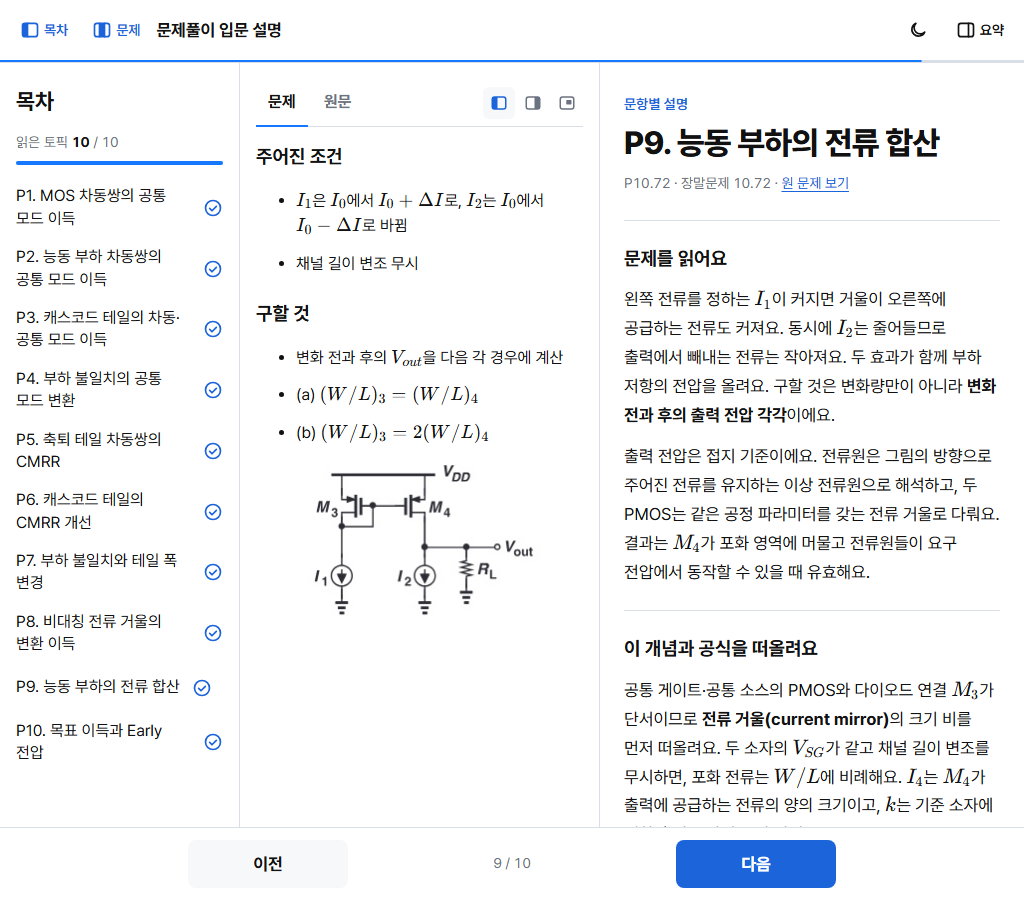 목차 문제 문제풀이 입문 설명 요약
목차
읽은 토픽 10 / 10
P1. MOS 차동쌍의 공통
모드 이득
P2. 능동 부하 차동쌍의
공통 모드 이득
P3. 캐스코드 테일의 차동·
공통 모드 이득
P4. 부하 불일치의 공통
모드 변환
P5. 축퇴 테일 차동쌍의
CMRR
P6. 캐스코드 테일의
CMRR 개선
P7. 부하 불일치와 테일 폭
변경
P8. 비대칭 전류 거울의
변환 이득
P9. 능동 부하의 전류 합산
P10. 목표 이득과 Early
전압
문제 원문
주어진 조건
I₁은 I₀에서 I₀ + ΔI로, I₂는 I₀에서
I₀ − ΔI로 바뀜
채널 길이 변조 무시
구할 것
변화 전과 후의 V_out을 다음 각 경우에 계산
(a) (W/L)₃ = (W/L)₄
(b) (W/L)₃ = 2(W/L)₄
V_DD
M₃ M₄
V_out
I₁ I₂ R_L
문항별 설명
P9. 능동 부하의 전류 합산
P10.72 · 장말문제 10.72 · 원 문제 보기
문제를 읽어요
왼쪽 전류를 정하는 I₁이 커지면 거울이 오른쪽에
공급하는 전류도 커져요. 동시에 I₂는 줄어들므로
출력에서 빼내는 전류는 작아져요. 두 효과가 함께 부하
저항의 전압을 올려요. 구할 것은 변화량만이 아니라 변화
전과 후의 출력 전압 각각이에요.
출력 전압은 접지 기준이에요. 전류원은 그림의 방향으로
주어진 전류를 유지하는 이상 전류원으로 해석하고, 두
PMOS는 같은 공정 파라미터를 갖는 전류 거울로 다뤄요.
결과는 M₄가 포화 영역에 머물고 전류원들이 요구
전압에서 동작할 수 있을 때 유효해요.
이 개념과 공식을 떠올려요
공통 게이트·공통 소스의 PMOS와 다이오드 연결 M₃가
단서이므로 전류 거울(current mirror)의 크기 비를
먼저 떠올려요. 두 소자의 V_SG가 같고 채널 길이 변조를
무시하면, 포화 전류는 W/L에 비례해요. I₄는 M₄가
출력에 공급하는 전류의 양의 크기이고, k는 기준 소자에
이전 9 / 10 다음